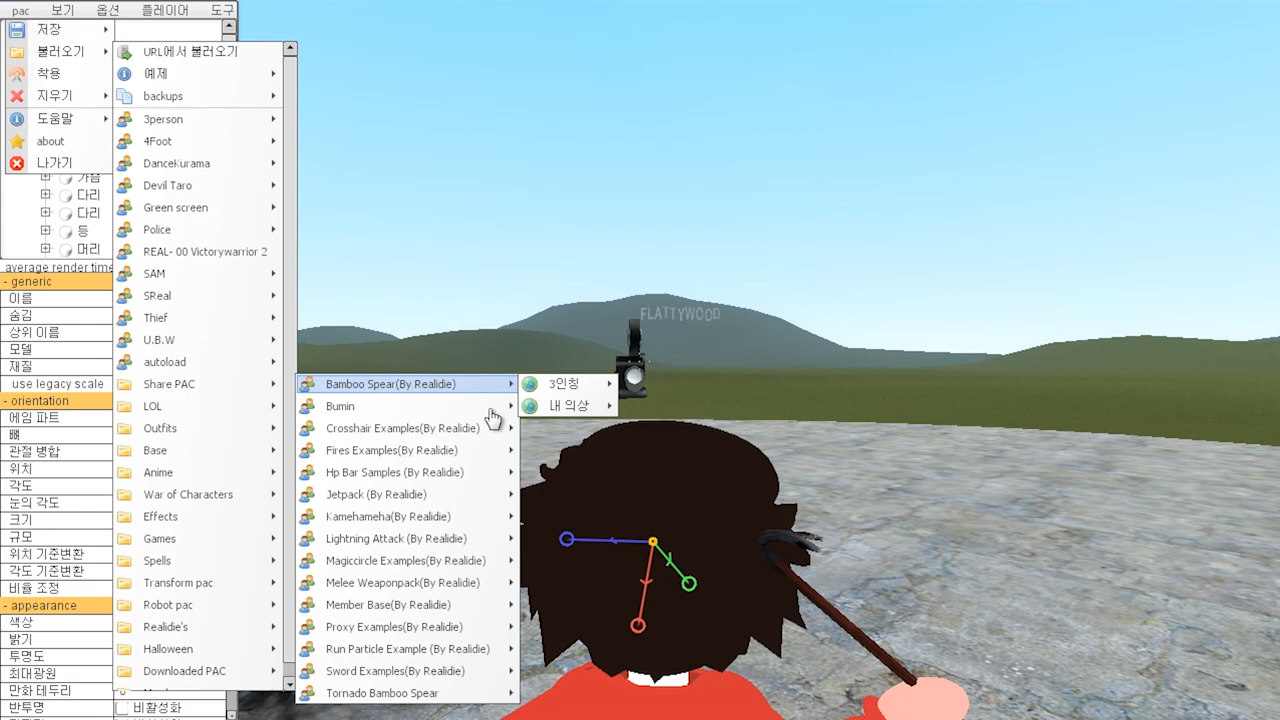 pac 보기 옵션 플레이어 도구
저장
불러오기
착용
지우기
도움말
about
나가기
가슴
다리
다리
등
머리
average render time
- generic
이름
숨김
상위 이름
모델
재질
use legacy scale
- orientation
에임 파트
뼈
관절 병합
위치
각도
눈의 각도
크기
규모
위치 기준변환
각도 기준변환
비율 조정
- appearance
색상
밝기
투명도
최대광원
만화 테두리
반투명
비활성화
URL에서 불러오기
예제
backups
3person
4Foot
DanceKurama
Devil Taro
Green screen
Police
REAL- 00 Victorywarrior 2
SAM
SReal
Thief
U.B.W
autoload
Share PAC
LOL
Outfits
Base
Anime
War of Characters
Effects
Games
Spells
Transform pac
Robot pac
Realidie's
Halloween
Downloaded PAC
Bamboo Spear(By Realidie)
Bumin
Crosshair Examples(By Realidie)
Fires Examples(By Realidie)
Hp Bar Samples (By Realidie)
Jetpack (By Realidie)
Kamehameha(By Realidie)
Lightning Attack (By Realidie)
Magiccircle Examples(By Realidie)
Melee Weaponpack(By Realidie)
Member Base(By Realidie)
Proxy Examples(By Realidie)
Run Particle Example (By Realidie)
Sword Examples(By Realidie)
Tornado Bamboo Spear
3인칭
내 의상
FLATTYWOOD